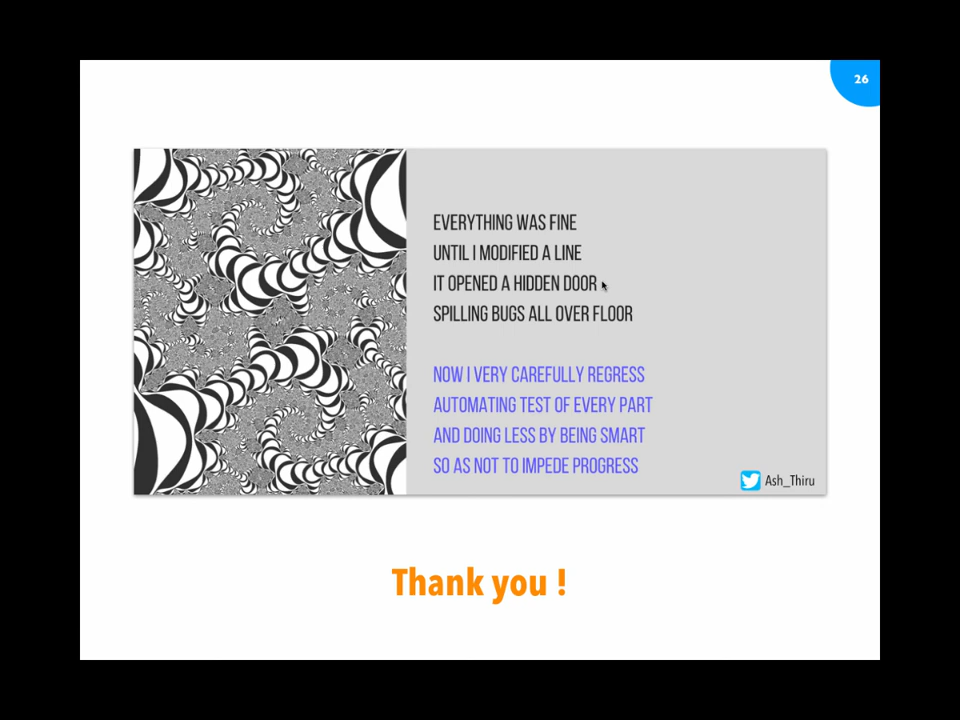 26
EVERYTHING WAS FINE
UNTIL I MODIFIED A LINE
IT OPENED A HIDDEN DOOR
SPILLING BUGS ALL OVER FLOOR
NOW I VERY CAREFULLY REGRESS
AUTOMATING TEST OF EVERY PART
AND DOING LESS BY BEING SMART
SO AS NOT TO IMPEDE PROGRESS
Ash_Thiru
Thank you !